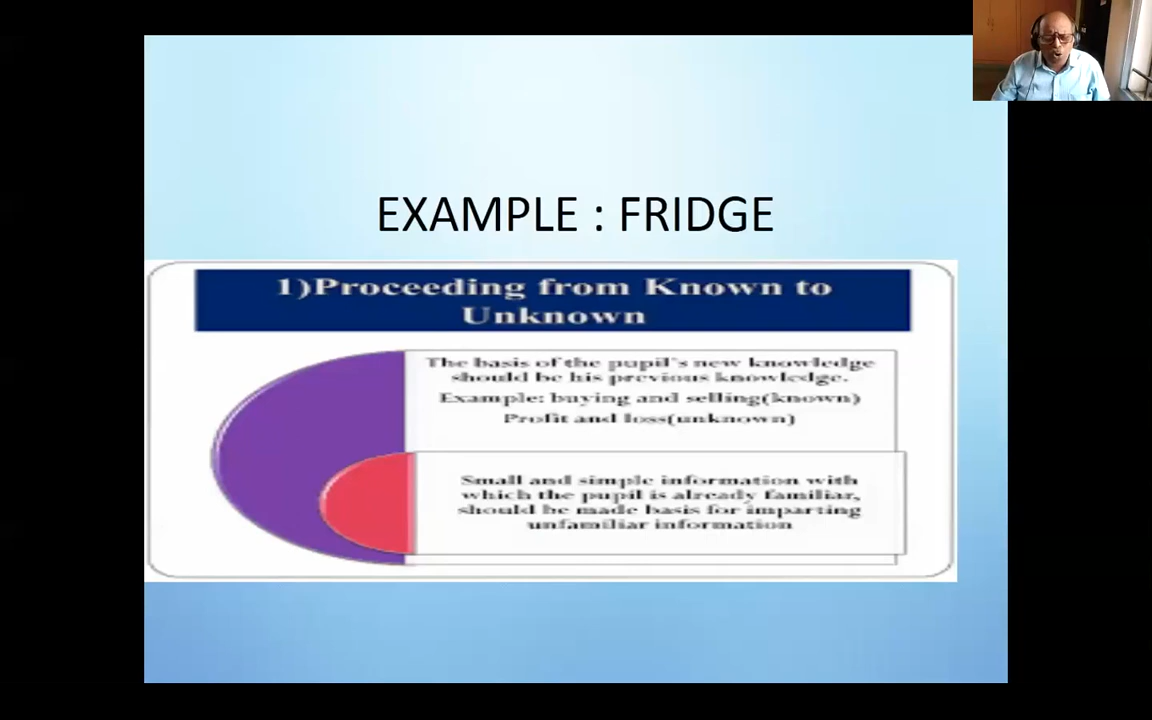 EXAMPLE : FRIDGE
1)Proceeding from Known to
Unknown
The basis of the pupil's new knowledge
should be his previous knowledge.
Example: buying and selling(known)
Profit and loss(unknown)
Small and simple information with
which the pupil is already familiar,
should be made basis for imparting
unfamiliar information